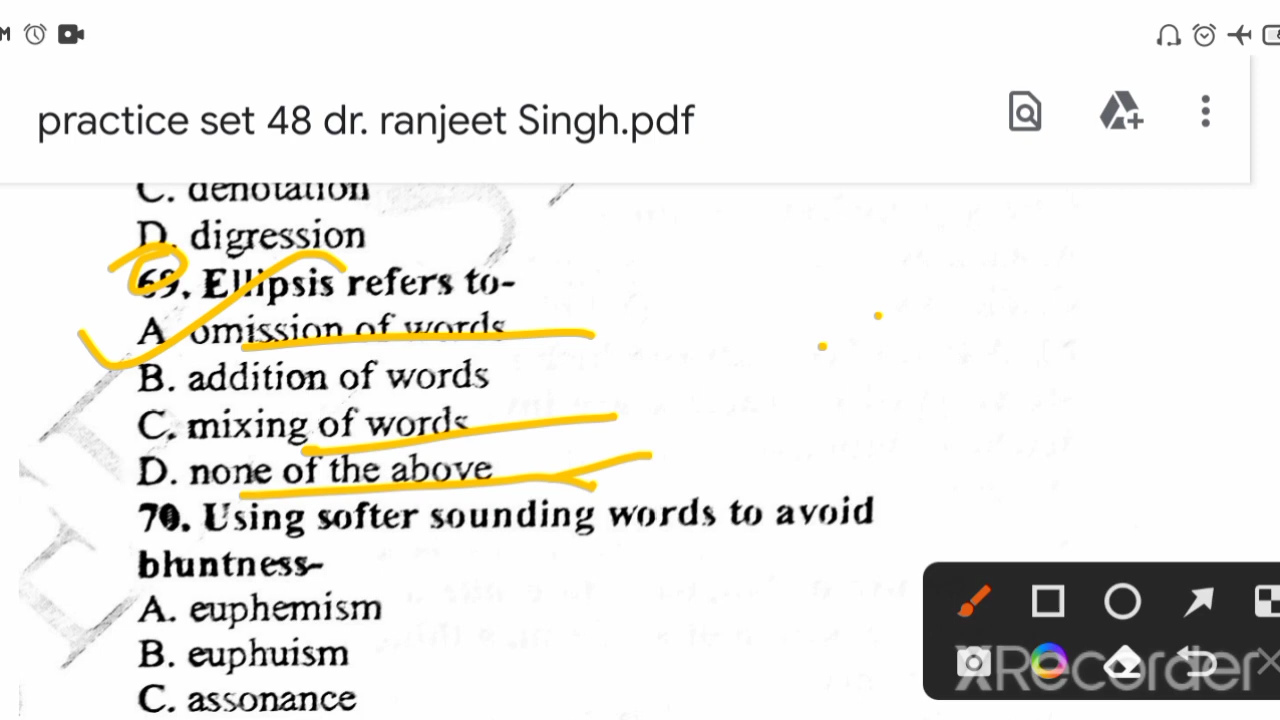 M
practice set 48 dr. ranjeet Singh.pdf
C. denotation
D. digression
69. Ellipsis refers to-
A omission of words
B. addition of words
C. mixing of words
D. none of the above
70. Using softer sounding words to avoid
bluntness-
A. euphemism
B. euphuism
C. assonance
XRecorder